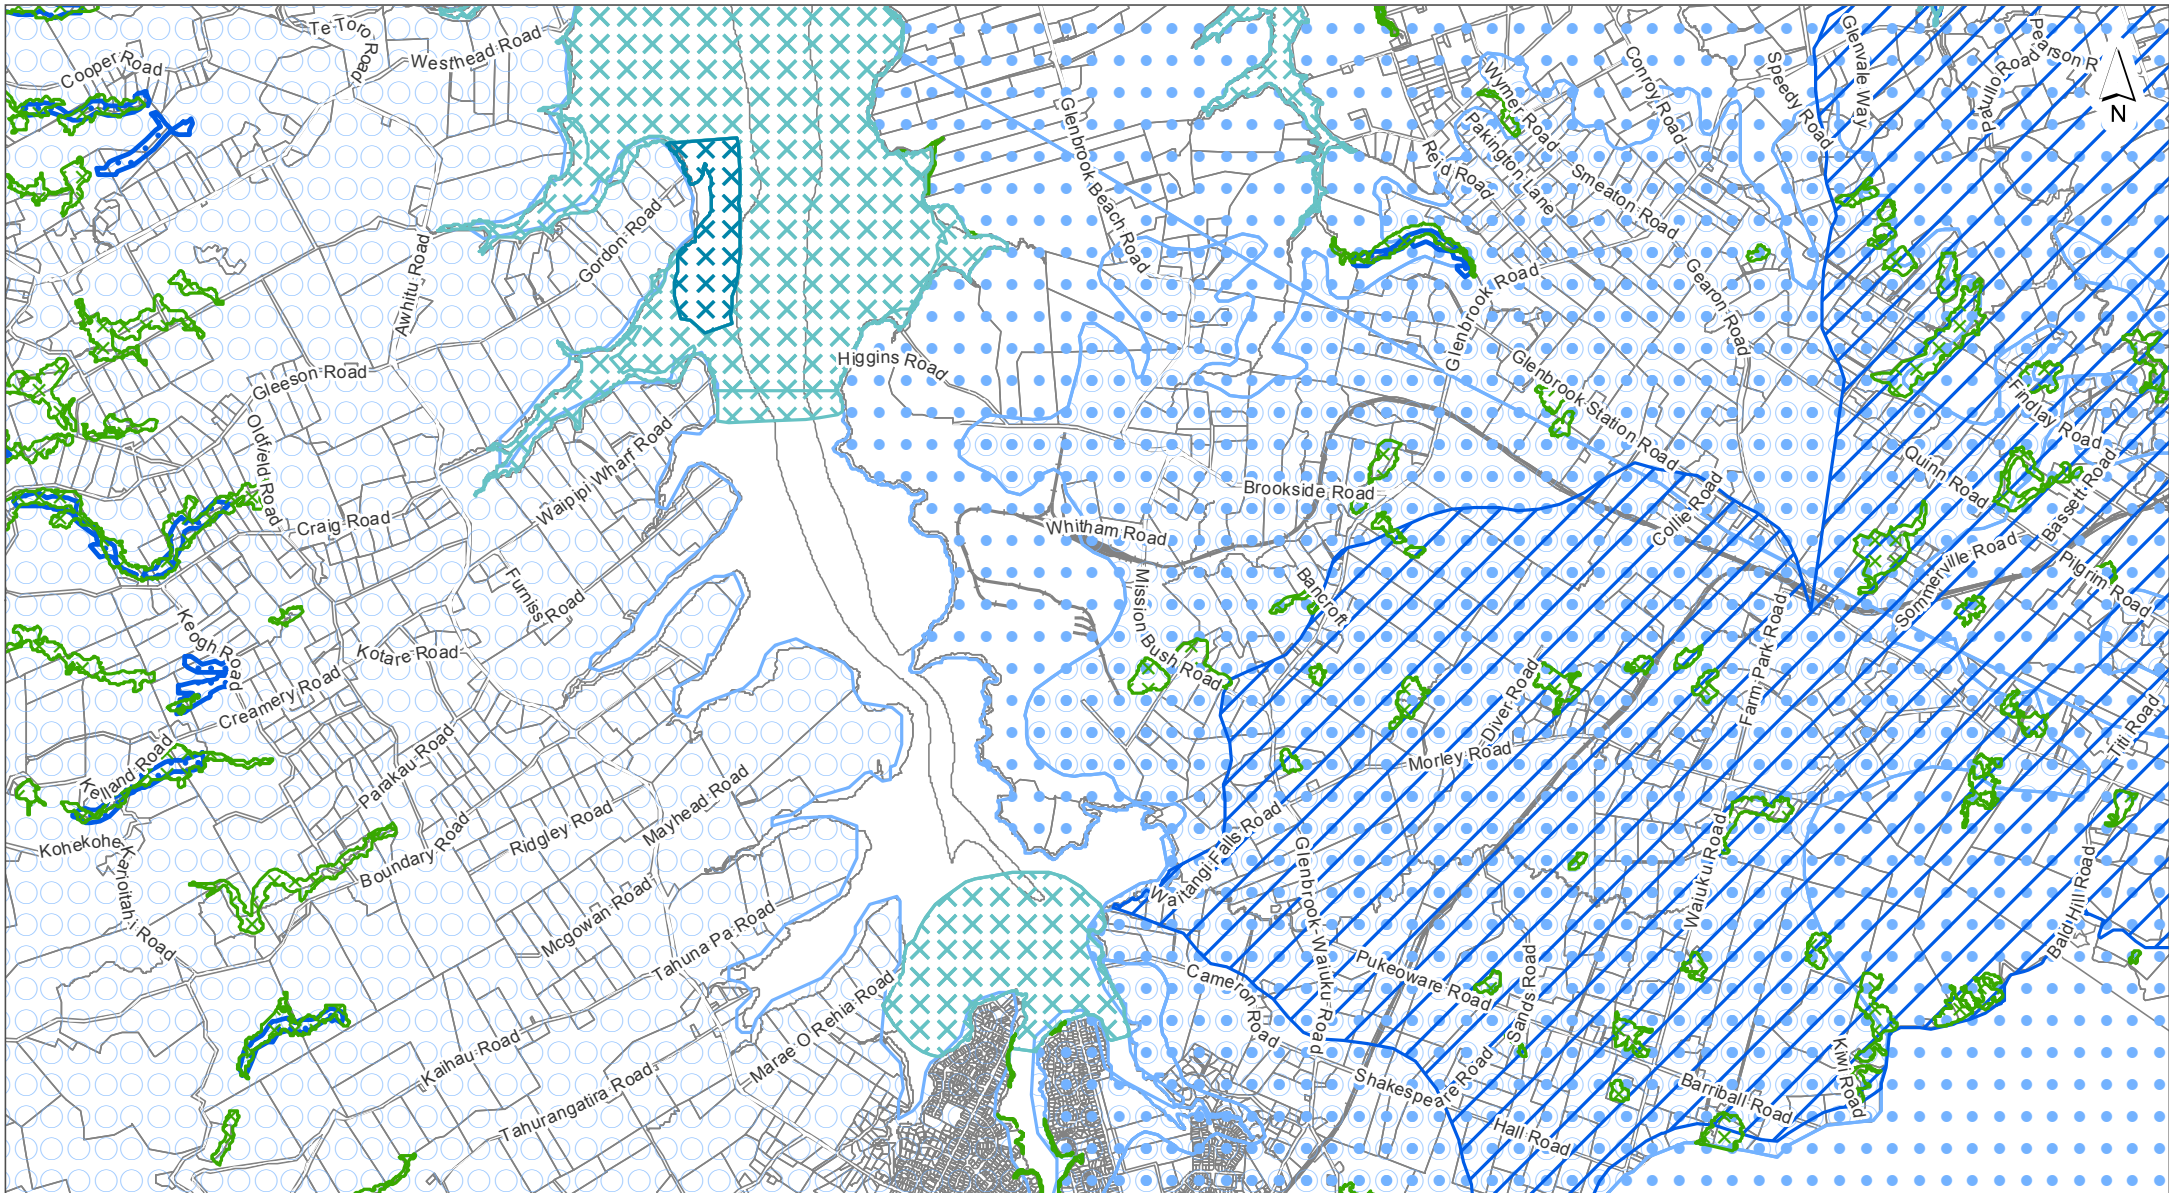 Te Toro Road
Cooper Road
Westhead Road
Glenvale Way
Pearson R
Patullo Road
Speedy Road
Conroy Road
Wymer Road
Pakington Lane
Reid Road
Smeaton Road
Glenbrook Beach Road
Gordon Road
Awhitu Road
Gearon Road
Glenbrook Road
Higgins Road
Gleeson Road
Glenbrook Station Road
Findlay Road
Oldfield Road
Waipipi Wharf Road
Quinn Road
Bassett Road
Brookside Road
Collie Road
Craig Road
Whitham Road
Sommerville Road
Pilgrim Road
Furniss Road
Mission Bush Road
Bancroft
Keogh Road
Kotare Road
Farm Park Road
Creamery Road
Diver Road
Titi Road
Morley Road
Kelland Road
Parakau Road
Mayhead Road
Ridgley Road
Boundary Road
KoheKohe
Karioitahi Road
Waitangi Falls Road
Glenbrook-Waiuku-Road
Waiuku Road
Bald Hill Road
Mcgowan Road
Tahuna Pa Road
Pukeoware Road
Cameron Road
Sands Road
Marae O Rehia Road
Kaihau Road
Tahurangatira Road
Shakespeare Road
Kiwi Road
Barriball Road
Hall Road
N